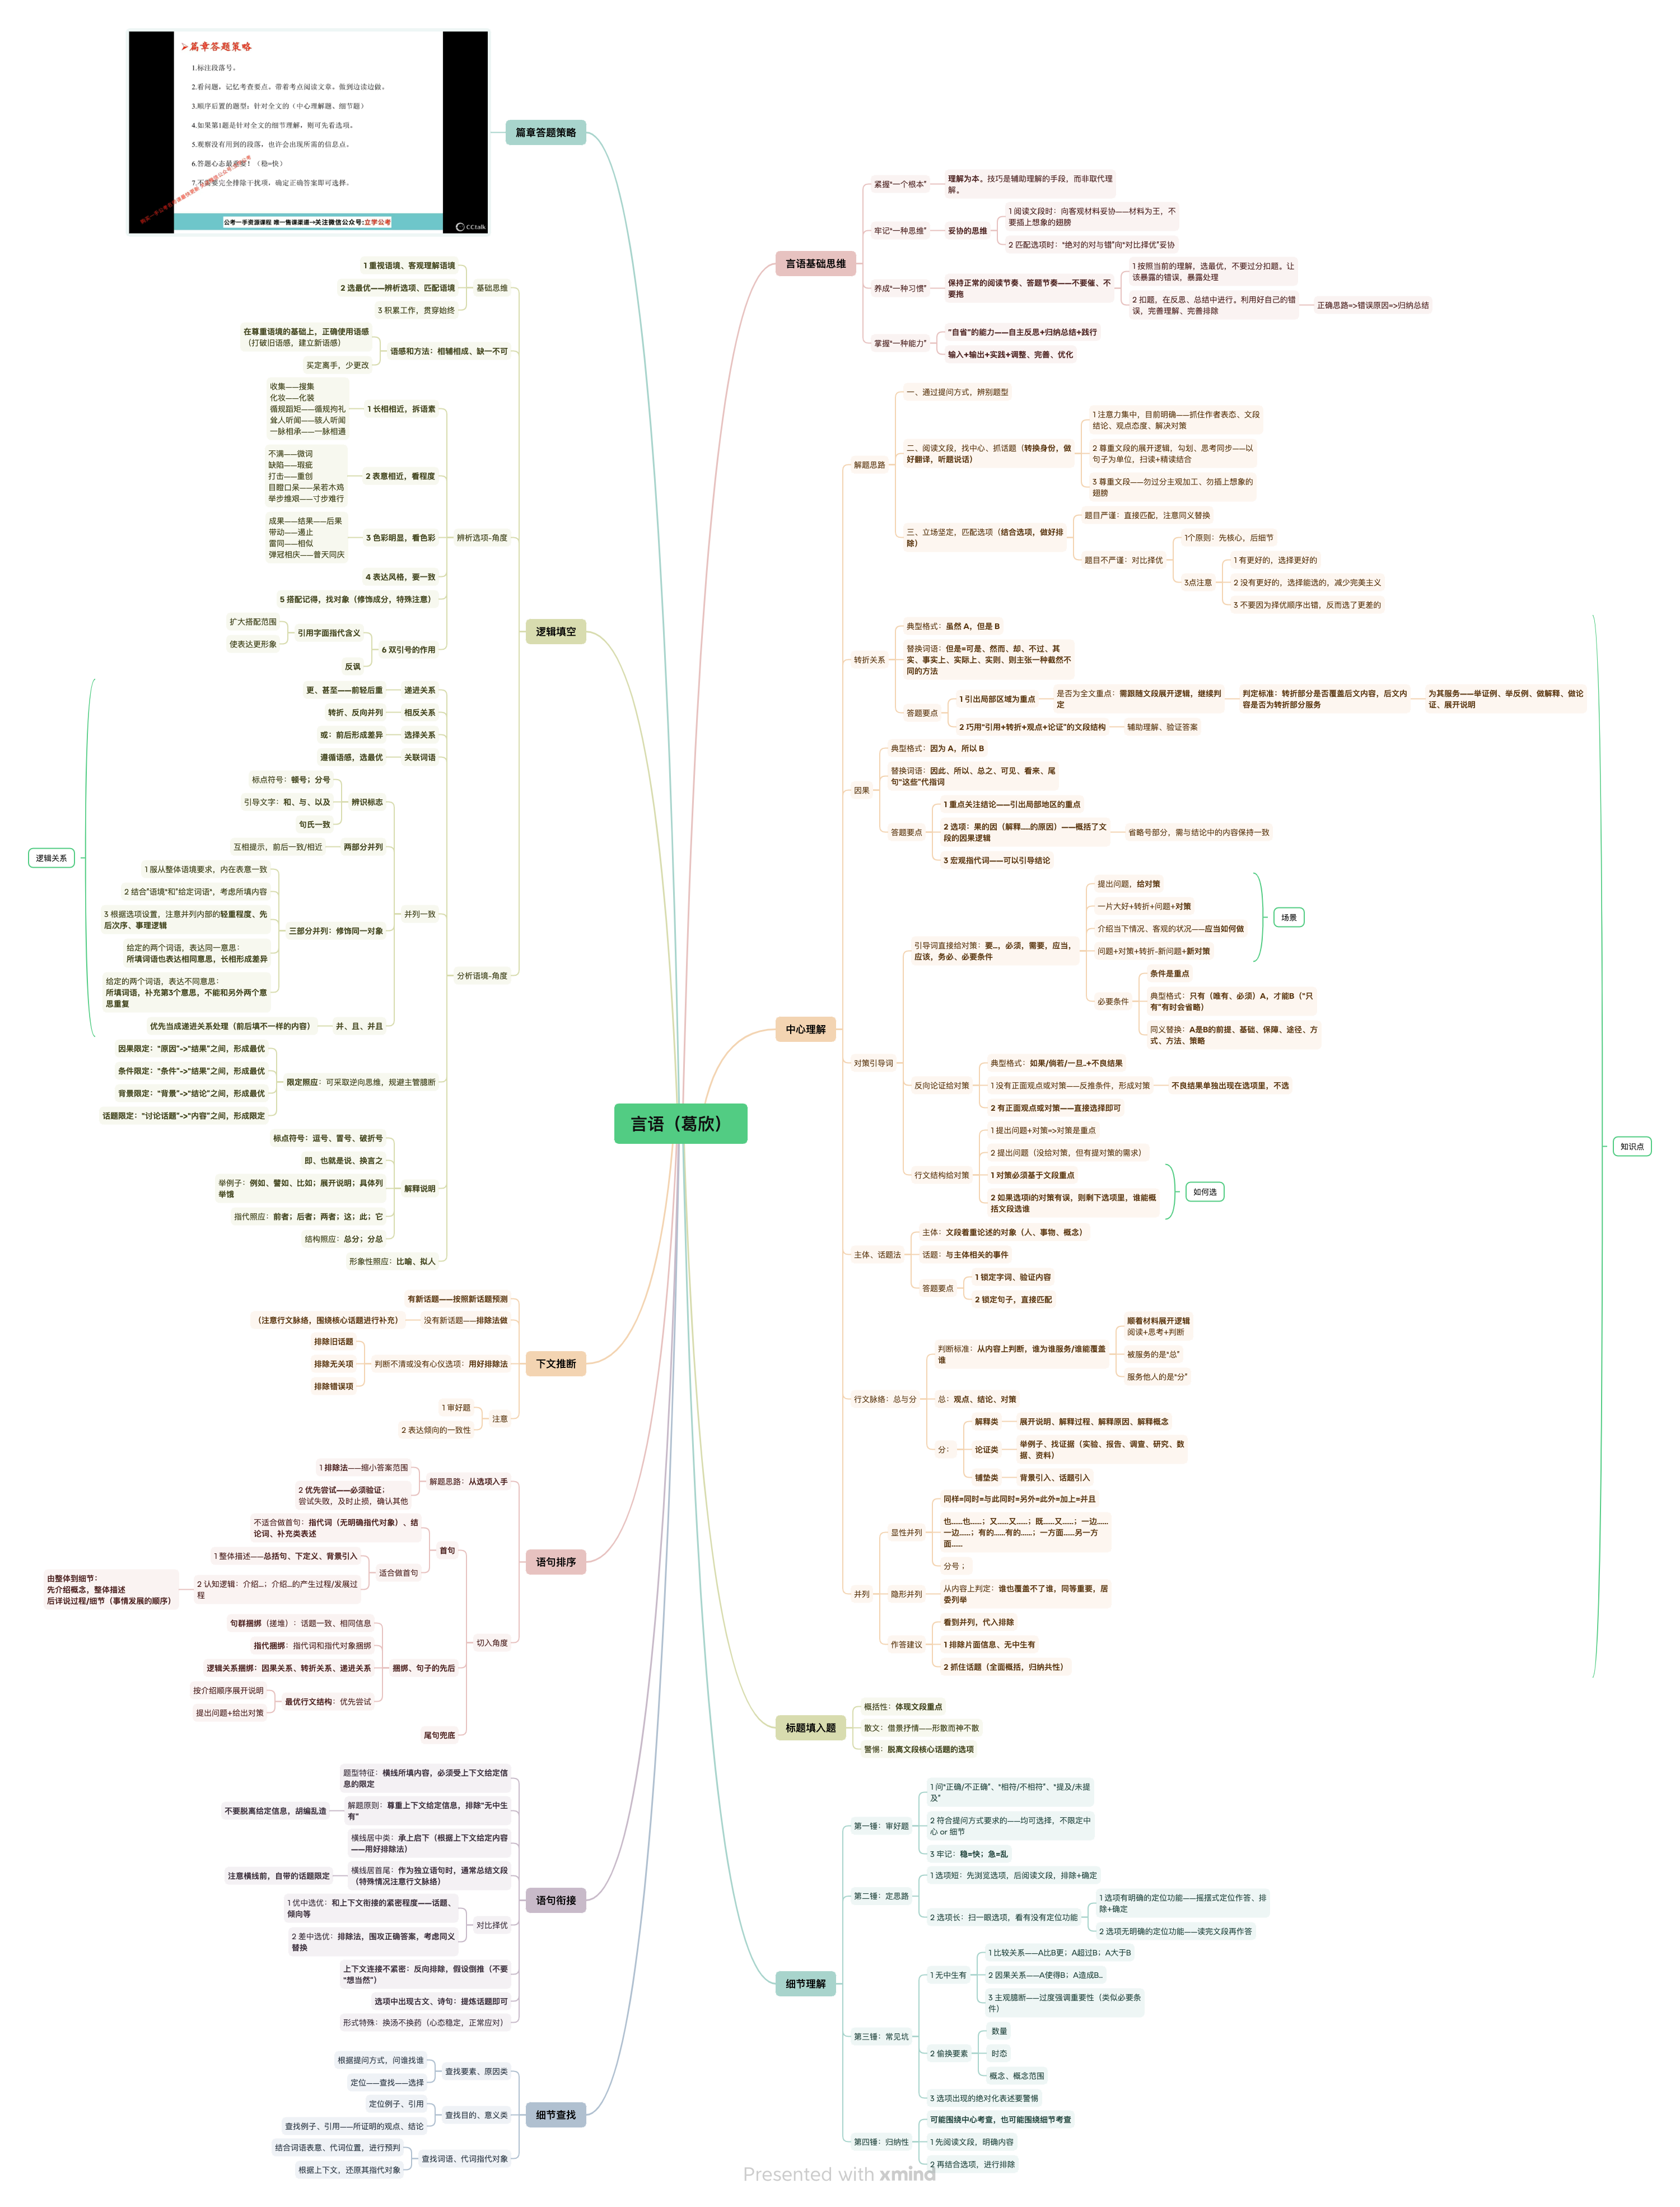 ➢篇章答题策略
1.标注段落号。
2.看问题，记忆考查要点。带着考点阅读文章。做到边读边做。
3.顺序后置的题型：针对全文的（中心理解题、细节题）
4.如果第1题是针对全文的细节理解，则可先看选项。
5.观察没有用到的段落，也许会出现所需的信息点。
6.答题心态最重要！（稳=快）
7.不需要完全排除干扰项，确定正确答案即可选择。
公考一手资源课程 唯一售课渠道→关注微信公众号:立学公考
CCtalk
篇章答题策略
1 重视语境、客观理解语境
2 选最优——辨析选项、匹配语境
3 积累工作，贯穿始终
基础思维
在尊重语境的基础上，正确使用语感
（打破旧语感，建立新语感）
买定离手，少更改
语感和方法：相辅相成、缺一不可
收集——搜集
化妆——化装
循规蹈矩——循规拘礼
耸人听闻——骇人听闻
一脉相承——一脉相通
1 长相相近，拆语素
不满——微词
缺陷——瑕疵
打击——重创
目瞪口呆——呆若木鸡
举步维艰——寸步难行
2 表意相近，看程度
成果——结果——后果
带动——遏止
雷同——相似
弹冠相庆——普天同庆
3 色彩明显，看色彩
辨析选项-角度
4 表达风格，要一致
5 搭配记得，找对象（修饰成分，特殊注意）
扩大搭配范围
使表达更形象
引用字面指代含义
反讽
6 双引号的作用
逻辑填空
更、甚至——前轻后重
递进关系
转折、反向并列
相反关系
或：前后形成差异
选择关系
遵循语感，选最优
关联词语
标点符号：顿号；分号
引导文字：和、与、以及
句氏一致
辨识标志
互相提示，前后一致/相近
两部分并列
1 服从整体语境要求，内在表意一致
2 结合“语境”和“给定词语”，考虑所填内容
3 根据选项设置，注意并列内部的轻重程度、先
后次序、事理逻辑
给定的两个词语，表达同一意思：
所填词语也表达相同意思，长相形成差异
给定的两个词语，表达不同意思：
所填词语，补充第3个意思，不能和另外两个意
思重复
三部分并列：修饰同一对象
并列一致
优先当成递进关系处理（前后填不一样的内容）
并、且、并且
逻辑关系
分析语境-角度
因果限定：“原因”->“结果”之间，形成最优
条件限定：“条件”->“结果”之间，形成最优
背景限定：“背景”->“结论”之间，形成最优
话题限定：“讨论话题”->“内容”之间，形成限定
限定照应：可采取逆向思维，规避主管臆断
标点符号：逗号、冒号、破折号
即、也就是说、换言之
举例子：例如、譬如、比如；展开说明；具体列
举饿
指代照应：前者；后者；两者；这；此；它
结构照应：总分；分总
解释说明
形象性照应：比喻、拟人
有新话题——按照新话题预测
（注意行文脉络，围绕核心话题进行补充）
没有新话题——排除法做
排除旧话题
排除无关项
排除错误项
判断不清或没有心仪选项：用好排除法
1 审好题
2 表达倾向的一致性
注意
下文推断
1 排除法——缩小答案范围
2 优先尝试——必须验证；
尝试失败，及时止损，确认其他
解题思路：从选项入手
不适合做首句：指代词（无明确指代对象）、结
论词、补充类表述
首句
1 整体描述——总括句、下定义、背景引入
由整体到细节：
先介绍概念，整体描述
后详说过程/细节（事情发展的顺序）
2 认知逻辑：介绍...；介绍...的产生过程/发展过
程
适合做首句
句群捆绑（搓堆）：话题一致、相同信息
指代捆绑：指代词和指代对象捆绑
逻辑关系捆绑：因果关系、转折关系、递进关系
捆绑、句子的先后
按介绍顺序展开说明
提出问题+给出对策
最优行文结构：优先尝试
尾句兜底
切入角度
语句排序
题型特征：横线所填内容，必须受上下文给定信
息的限定
不要脱离给定信息，胡编乱造
解题原则：尊重上下文给定信息，排除“无中生
有”
横线居中类：承上启下（根据上下文给定内容
——用好排除法）
注意横线前，自带的话题限定
横线居首尾：作为独立语句时，通常总结文段
（特殊情况注意行文脉络）
1 优中选优：和上下文衔接的紧密程度——话题、
倾向等
2 差中选优：排除法，围攻正确答案，考虑同义
替换
对比择优
上下文连接不紧密：反向排除，假设倒推（不要
“想当然”）
选项中出现古文、诗句：提炼话题即可
形式特殊：换汤不换药（心态稳定，正常应对）
语句衔接
根据提问方式，问谁找谁
定位——查找——选择
查找要素、原因类
定位例子、引用
查找例子、引用——所证明的观点、结论
查找目的、意义类
结合词语表意、代词位置，进行预判
根据上下文，还原其指代对象
查找词语、代词指代对象
细节查找
言语（葛欣）
言语基础思维
紧握“一个根本”
理解为本。技巧是辅助理解的手段，而非取代理
解。
牢记“一种思维”
妥协的思维
1 阅读文段时：向客观材料妥协——材料为王，不
要插上想象的翅膀
2 匹配选项时：“绝对的对与错”向“对比择优”妥协
养成“一种习惯”
保持正常的阅读节奏、答题节奏——不要催、不
要拖
1 按照当前的理解，选最优，不要过分扣题。让
该暴露的错误，暴露处理
2 扣题，在反思、总结中进行。利用好自己的错
误，完善理解、完善排除
正确思路=>错误原因=>归纳总结
掌握“一种能力”
“自省”的能力——自主反思+归纳总结+践行
输入+输出+实践+调整、完善、优化
中心理解
解题思路
一、通过提问方式，辨别题型
二、阅读文段，找中心、抓话题（转换身份，做
好翻译，听题说话）
1 注意力集中，目前明确——抓住作者表态、文段
结论、观点态度、解决对策
2 尊重文段的展开逻辑，勾划、思考同步——以
句子为单位，扫读+精读结合
3 尊重文段——勿过分主观加工、勿插上想象的
翅膀
三、立场坚定，匹配选项（结合选项，做好排
除）
题目严谨：直接匹配，注意同义替换
题目不严谨：对比择优
1个原则：先核心，后细节
3点注意
1 有更好的，选择更好的
2 没有更好的，选择能选的，减少完美主义
3 不要因为择优顺序出错，反而选了更差的
转折关系
典型格式：虽然 A，但是 B
替换词语：但是=可是、然而、却、不过、其
实、事实上、实际上、实则、则主张一种截然不
同的方法
答题要点
1 引出局部区域为重点
是否为全文重点：需跟随文段展开逻辑，继续判
定
判定标准：转折部分是否覆盖后文内容，后文内
容是否为转折部分服务
为其服务——举证例、举反例、做解释、做论
证、展开说明
2 巧用“引用+转折+观点+论证”的文段结构
辅助理解、验证答案
因果
典型格式：因为 A，所以 B
替换词语：因此、所以、总之、可见、看来、尾
句“这些”代指词
答题要点
1 重点关注结论——引出局部地区的重点
2 选项：果的因（解释......的原因）——概括了文
段的因果逻辑
省略号部分，需与结论中的内容保持一致
3 宏观指代词——可以引导结论
对策引导词
引导词直接给对策：要...，必须，需要，应当，
应该，务必、必要条件
提出问题，给对策
一片大好+转折+问题+对策
介绍当下情况、客观的状况——应当如何做
问题+对策+转折-新问题+新对策
场景
必要条件
条件是重点
典型格式：只有（唯有、必须）A，才能B（“只
有”有时会省略）
同义替换：A是B的前提、基础、保障、途径、方
式、方法、策略
反向论证给对策
典型格式：如果/倘若/一旦...+不良结果
1 没有正面观点或对策——反推条件，形成对策
不良结果单独出现在选项里，不选
2 有正面观点或对策——直接选择即可
行文结构给对策
1 提出问题+对策=>对策是重点
2 提出问题（没给对策，但有提对策的需求）
1 对策必须基于文段重点
2 如果选项i的对策有误，则剩下选项里，谁能概
括文段选谁
如何选
主体、话题法
主体：文段着重论述的对象（人、事物、概念）
话题：与主体相关的事件
答题要点
1 锁定字词、验证内容
2 锁定句子，直接匹配
行文脉络：总与分
判断标准：从内容上判断，谁为谁服务/谁能覆盖
谁
顺着材料展开逻辑
阅读+思考+判断
被服务的是“总”
服务他人的是“分”
总：观点、结论、对策
分：
解释类
展开说明、解释过程、解释原因、解释概念
论证类
举例子、找证据（实验、报告、调查、研究、数
据、资料）
铺垫类
背景引入、话题引入
并列
显性并列
同样=同时=与此同时=另外=此外=加上=并且
也......也......；又......又......；既......又......；一边......
一边......；有的......有的......；一方面......另一方
面......
分号；
隐形并列
从内容上判定：谁也覆盖不了谁，同等重要，居
委列举
作答建议
看到并列，代入排除
1 排除片面信息、无中生有
2 抓住话题（全面概括，归纳共性）
知识点
标题填入题
概括性：体现文段重点
散文：借景抒情——形散而神不散
警惕：脱离文段核心话题的选项
细节理解
第一锤：审好题
1 问“正确/不正确”、“相符/不相符”、“提及/未提
及”
2 符合提问方式要求的——均可选择，不限定中
心 or 细节
3 牢记：稳=快；急=乱
第二锤：定思路
1 选项短：先浏览选项，后阅读文段，排除+确定
2 选项长：扫一眼选项，看有没有定位功能
1 选项有明确的定位功能——摇摆式定位作答、排
除+确定
2 选项无明确的定位功能——读完文段再作答
第三锤：常见坑
1 无中生有
1 比较关系——A比B更；A超过B；A大于B
2 因果关系——A使得B；A造成B...
3 主观臆断——过度强调重要性（类似必要条
件）
2 偷换要素
数量
时态
概念、概念范围
3 选项出现的绝对化表述要警惕
第四锤：归纳性
可能围绕中心考查，也可能围绕细节考查
1 先阅读文段，明确内容
2 再结合选项，进行排除
Presented with xmind